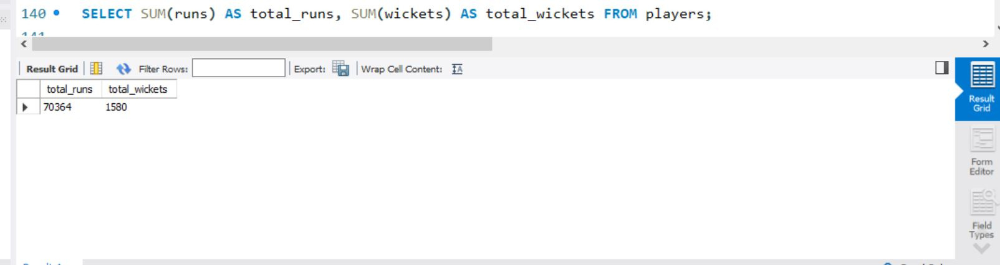 140 SELECT SUM(runs) AS total_runs, SUM(wickets) AS total_wickets FROM players;
Result Grid Filter Rows: Export: Wrap Cell Content: IA
total_runs total_wickets
70364 1580
Result
Grid
Form
Editor
Field
Types